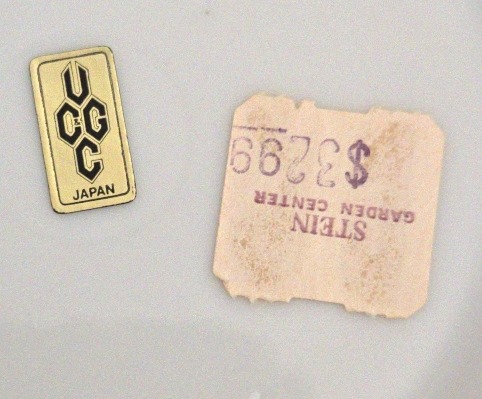 U
C&G
C
JAPAN
STEIN
GARDEN CENTER
$3299